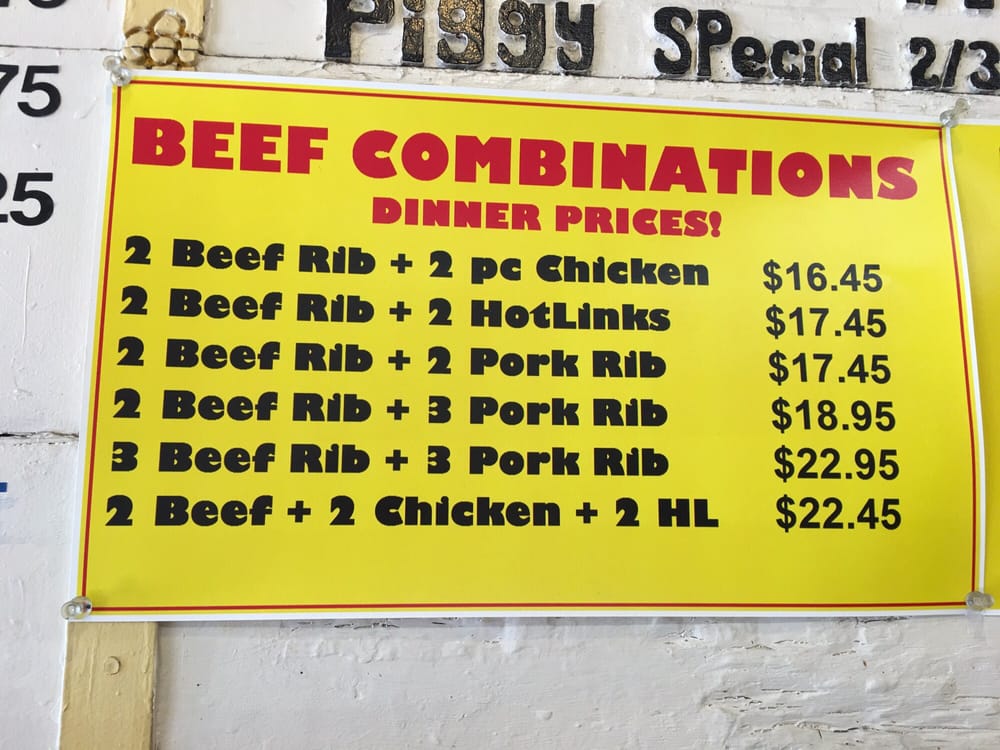 Piggy Special 2/3
75
25
BEEF COMBINATIONS
DINNER PRICES!
2 Beef Rib + 2 pc Chicken $16.45
2 Beef Rib + 2 HotLinks $17.45
2 Beef Rib + 2 Pork Rib $17.45
2 Beef Rib + 3 Pork Rib $18.95
3 Beef Rib + 3 Pork Rib $22.95
2 Beef + 2 Chicken + 2 HL $22.45